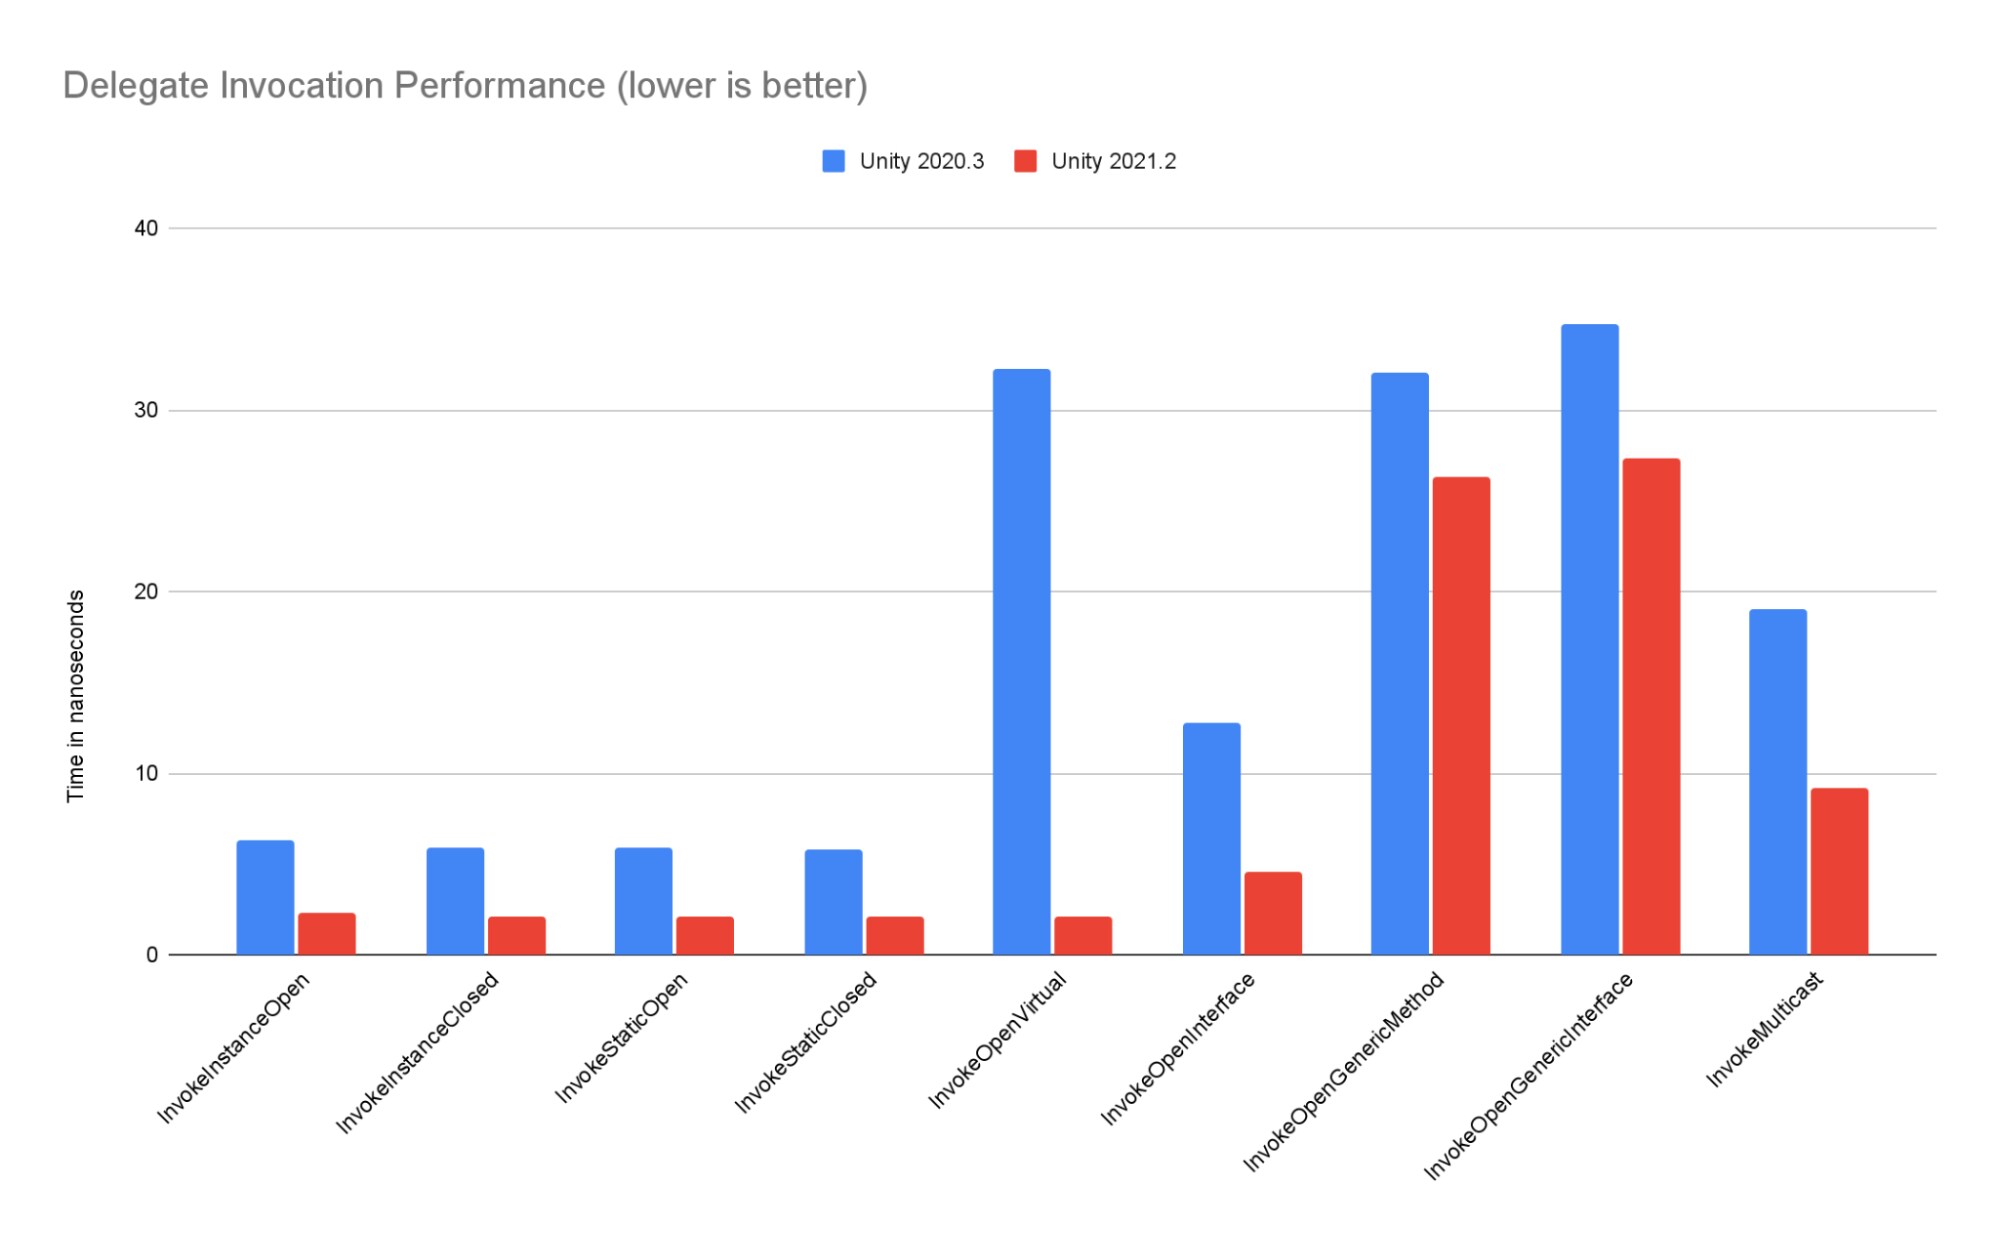 Delegate Invocation Performance (lower is better)
Unity 2020.3
Unity 2021.2
40
30
20
10
0
Time in nanoseconds
InvokeInstanceOpen
InvokeInstanceClosed
InvokeStaticOpen
InvokeStaticClosed
InvokeOpenVirtual
InvokeOpenInterface
InvokeOpenGenericMethod
InvokeOpenGenericInterface
InvokeMulticast